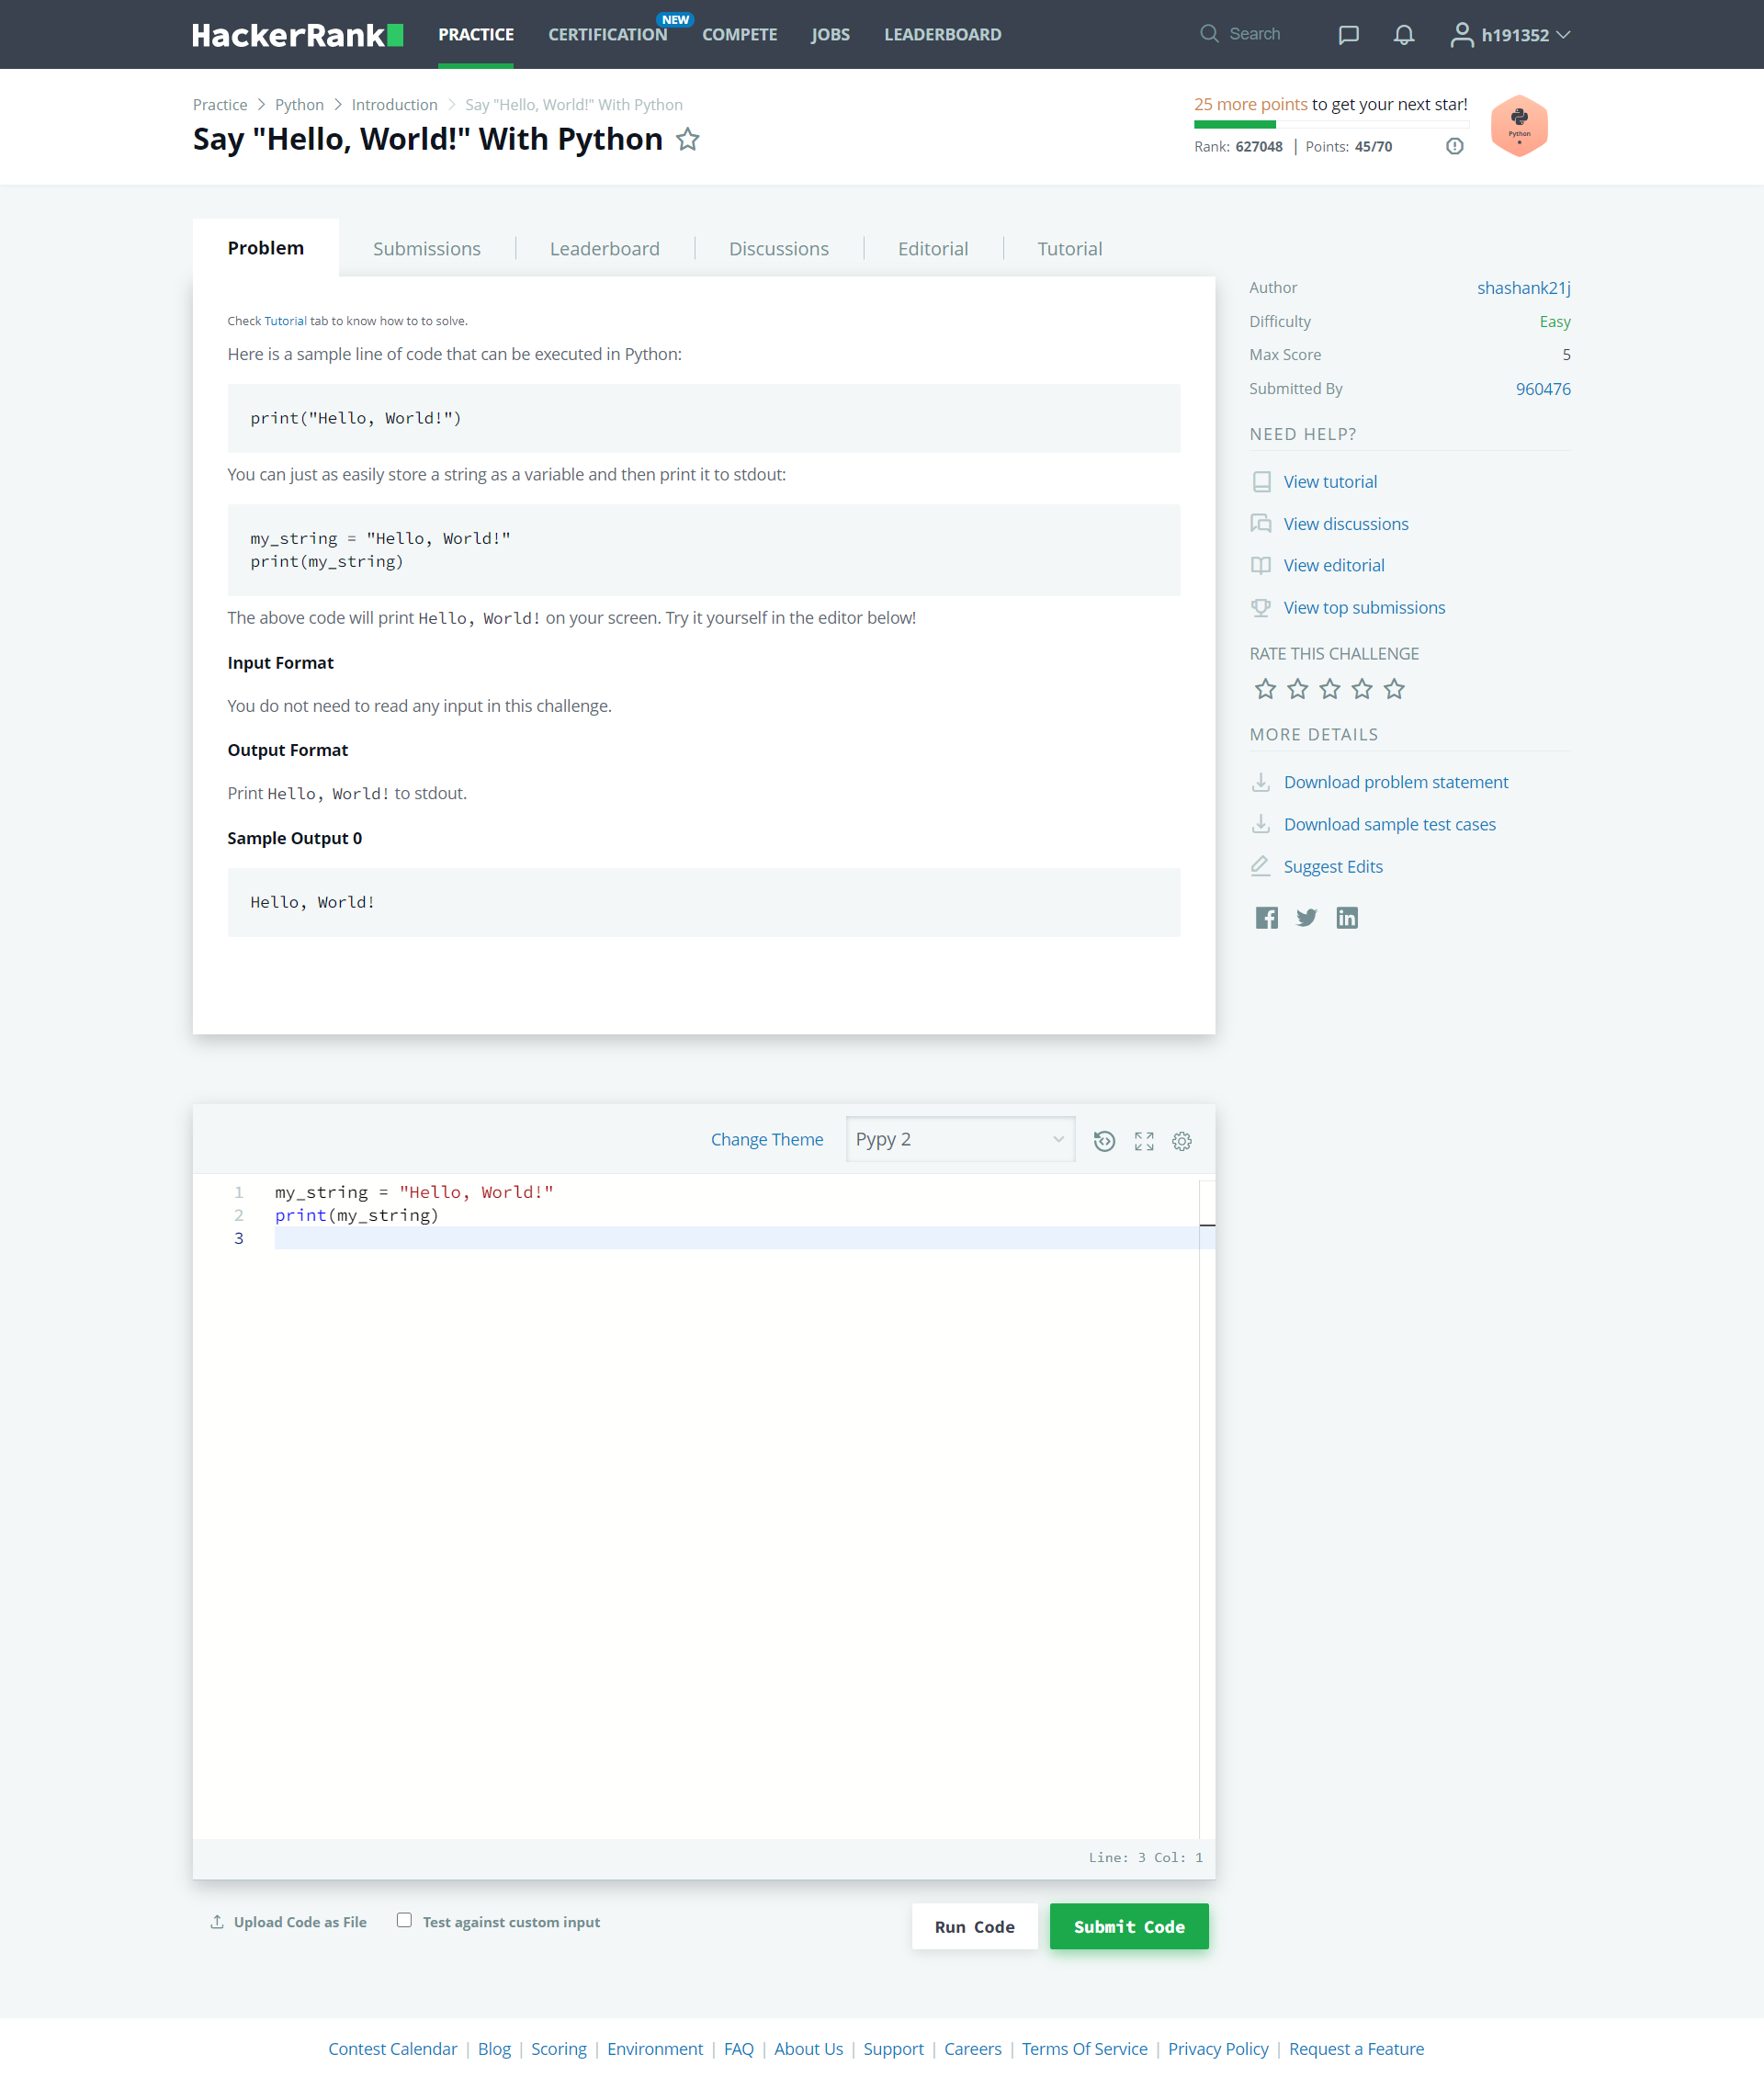 HackerRank PRACTICE CERTIFICATION NEW COMPETE JOBS LEADERBOARD Search h191352
Practice > Python > Introduction > Say "Hello, World!" With Python
Say "Hello, World!" With Python
25 more points to get your next star!
Rank: 627048 | Points: 45/70
Python
Problem
Submissions
Leaderboard
Discussions
Editorial
Tutorial
Check Tutorial tab to know how to to solve.
Here is a sample line of code that can be executed in Python:
print("Hello, World!")
You can just as easily store a string as a variable and then print it to stdout:
my_string = "Hello, World!"
print(my_string)
The above code will print Hello, World! on your screen. Try it yourself in the editor below!
Input Format
You do not need to read any input in this challenge.
Output Format
Print Hello, World! to stdout.
Sample Output 0
Hello, World!
Author shashank21j
Difficulty Easy
Max Score 5
Submitted By 960476
NEED HELP?
View tutorial
View discussions
View editorial
View top submissions
RATE THIS CHALLENGE
MORE DETAILS
Download problem statement
Download sample test cases
Suggest Edits
Change Theme Pypy 2
1 my_string = "Hello, World!"
2 print(my_string)
3
Line: 3 Col: 1
Upload Code as File Test against custom input Run Code Submit Code
Contest Calendar | Blog | Scoring | Environment | FAQ | About Us | Support | Careers | Terms Of Service | Privacy Policy | Request a Feature